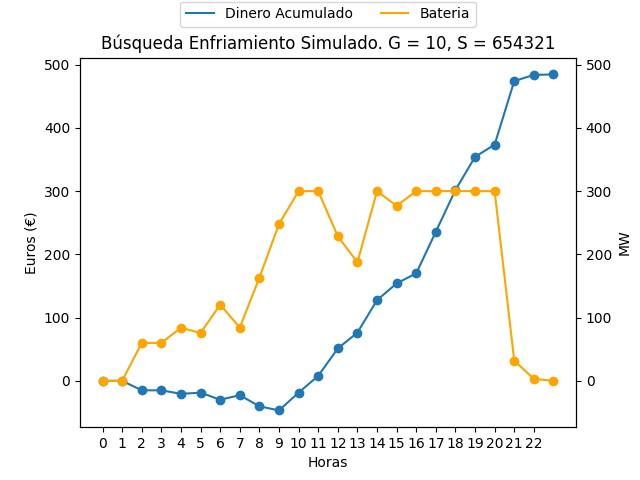 Dinero Acumulado Bateria
Búsqueda Enfriamiento Simulado. G = 10, S = 654321
500 500
400 400
300 300
200 200
100 100
0 0
Euros (€)
MW
0 1 2 3 4 5 6 7 8 9 10 11 12 13 14 15 16 17 18 19 20 21 22
Horas